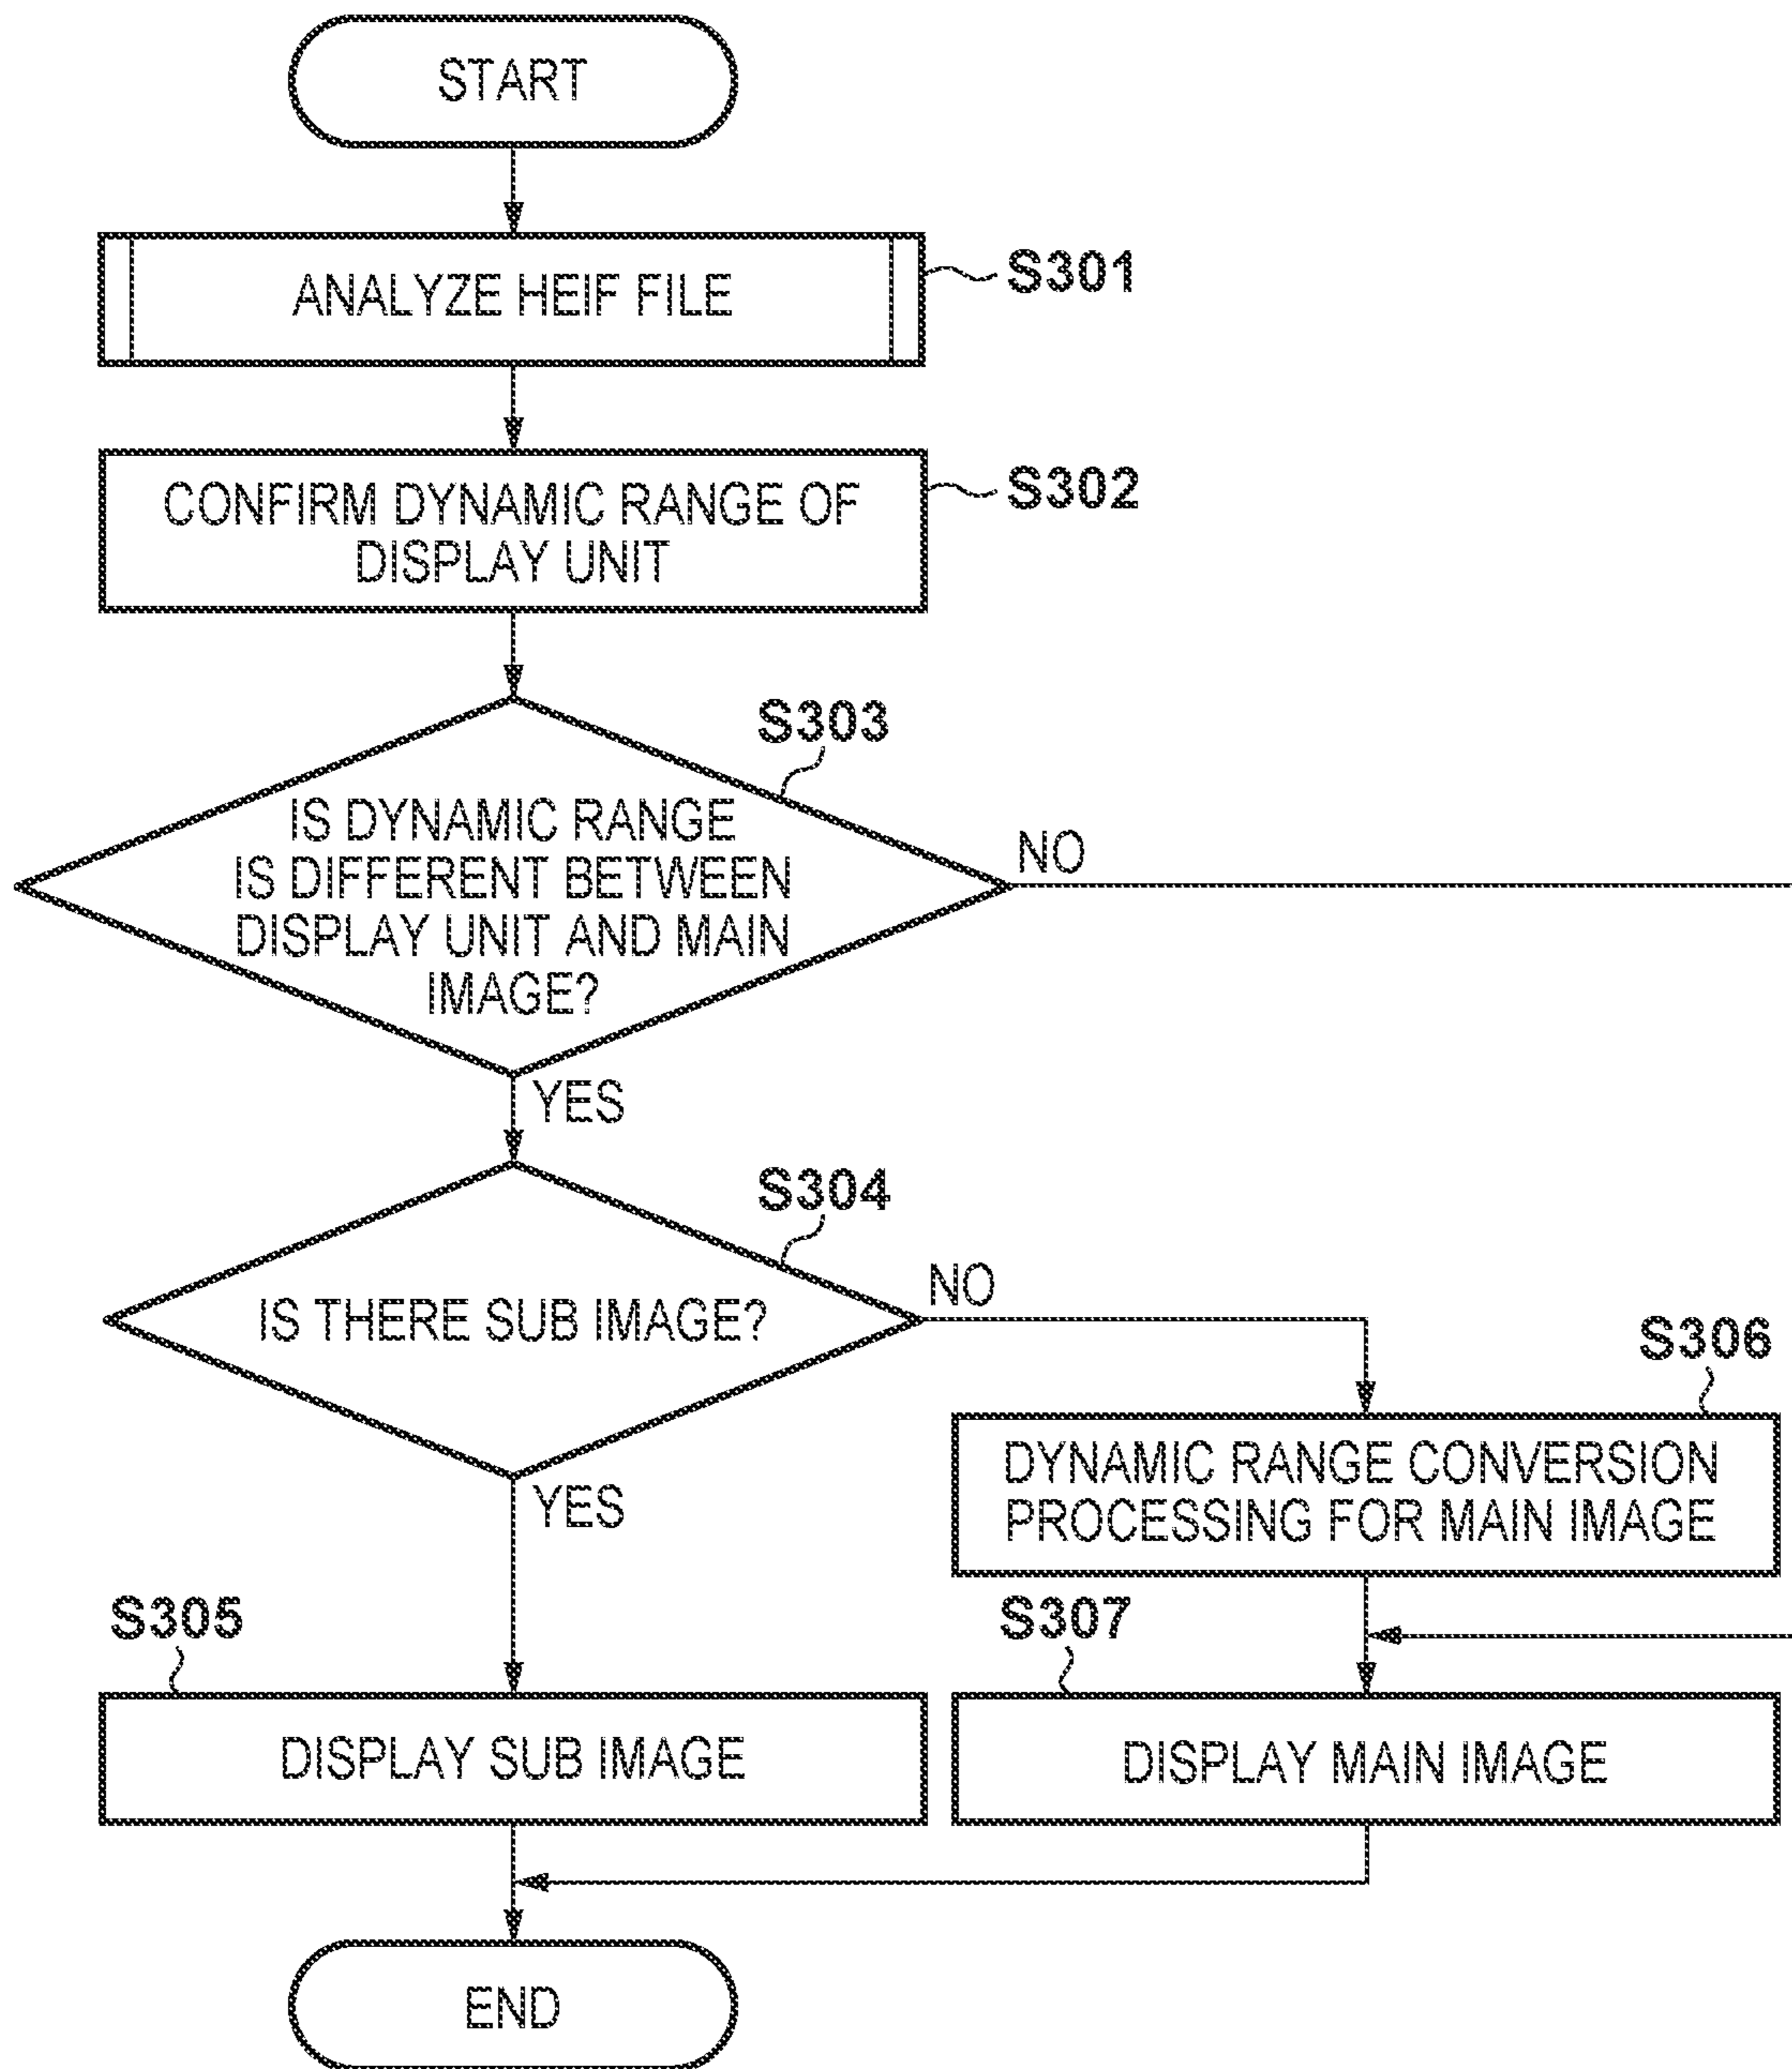 START
ANALYZE HEIF FILE
S301
CONFIRM DYNAMIC RANGE OF
DISPLAY UNIT
S302
S303
IS DYNAMIC RANGE
IS DIFFERENT BETWEEN
DISPLAY UNIT AND MAIN
IMAGE?
NO
YES
S304
IS THERE SUB IMAGE?
NO
YES
S306
DYNAMIC RANGE CONVERSION
PROCESSING FOR MAIN IMAGE
S305
DISPLAY SUB IMAGE
S307
DISPLAY MAIN IMAGE
END